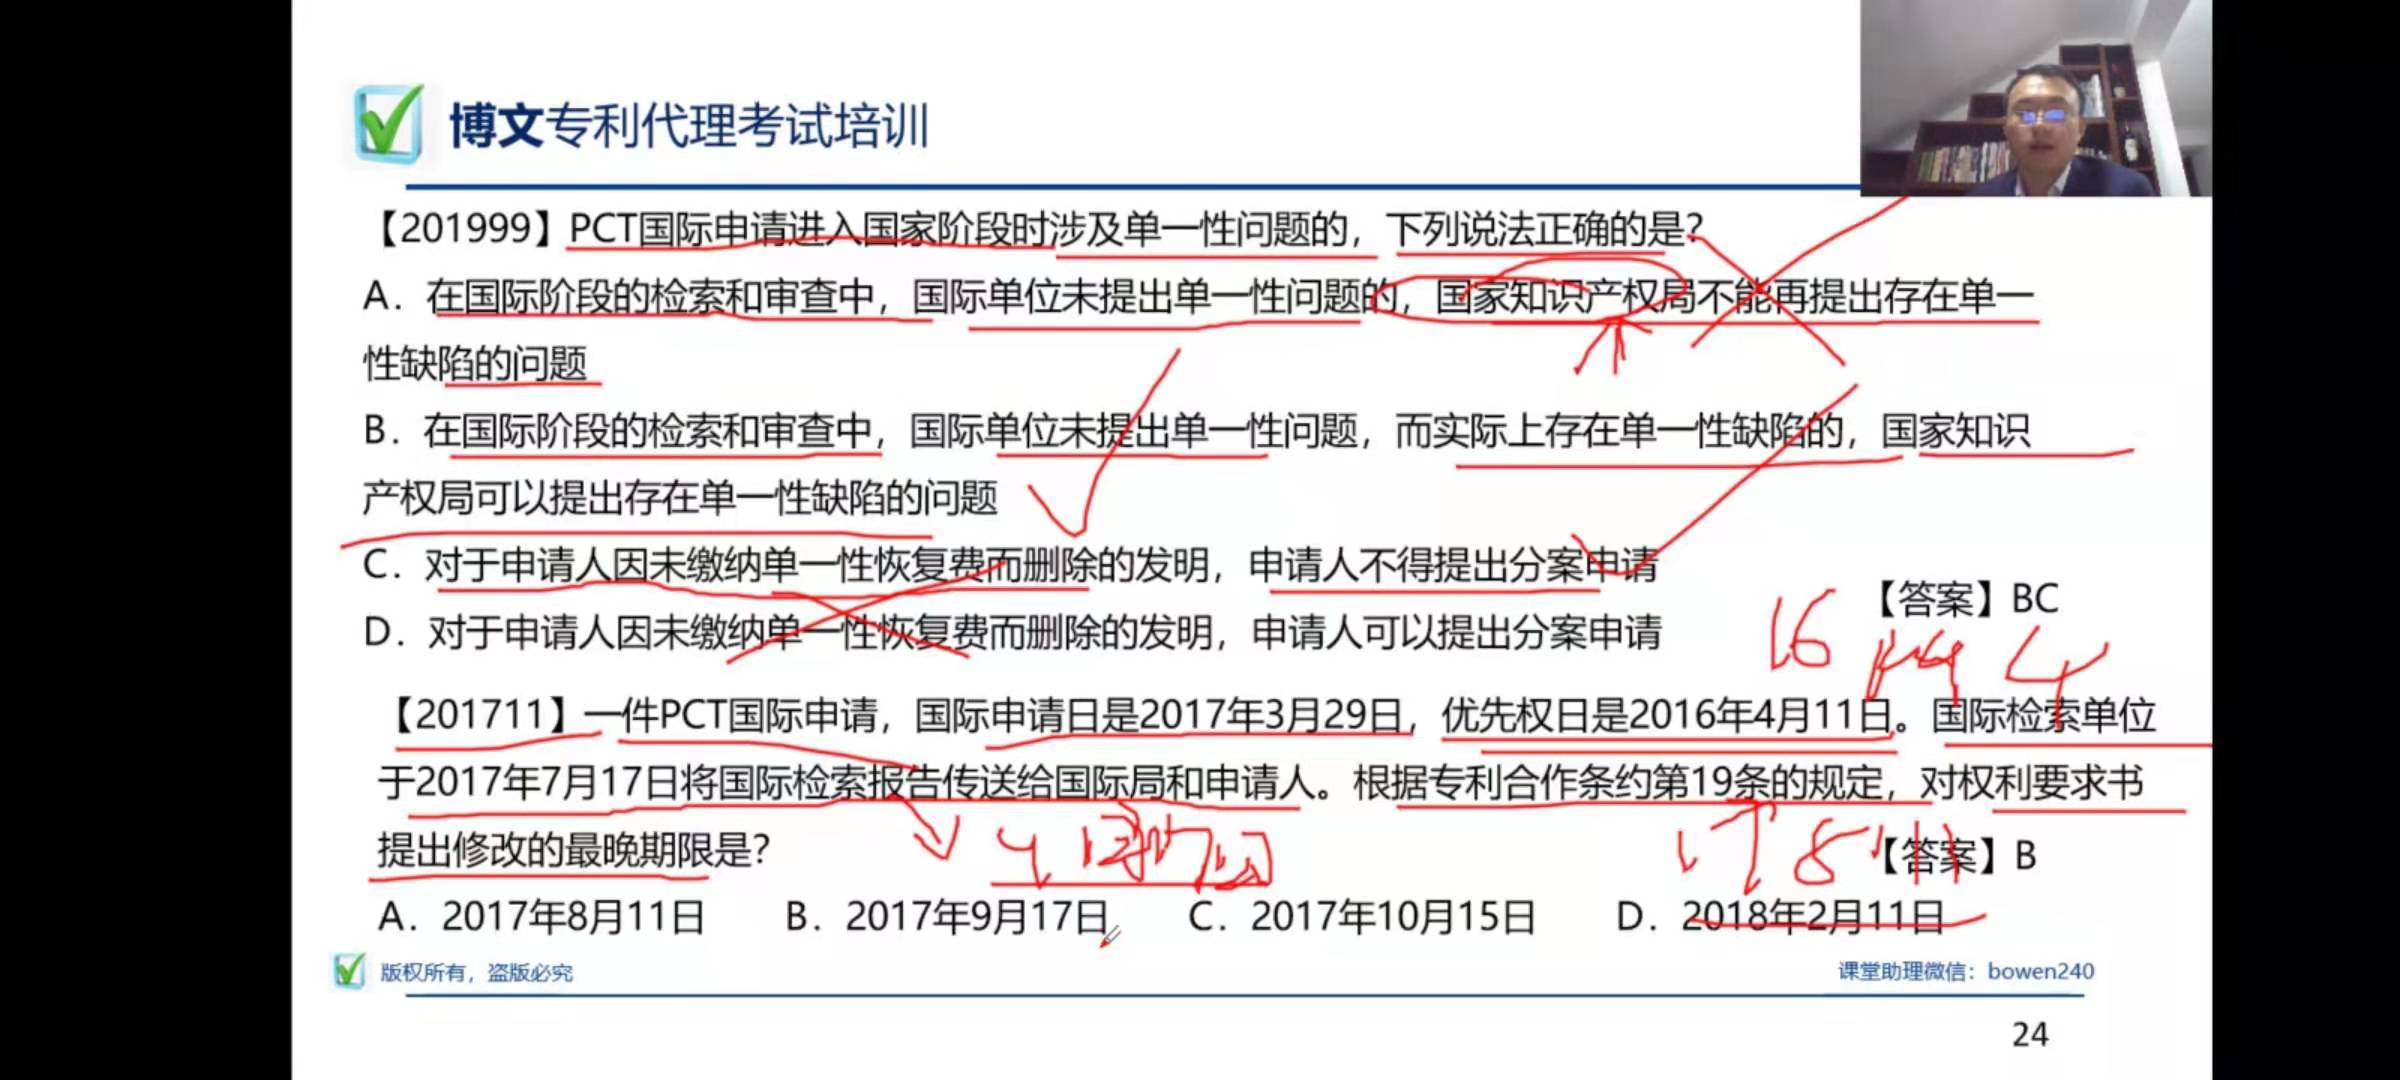 博文专利代理考试培训
【201999】PCT国际申请进入国家阶段时涉及单一性问题的，下列说法正确的是？
A．在国际阶段的检索和审查中，国际单位未提出单一性问题的，国家知识产权局不能再提出存在单一
性缺陷的问题
B．在国际阶段的检索和审查中，国际单位未提出单一性问题，而实际上存在单一性缺陷的，国家知识
产权局可以提出存在单一性缺陷的问题
C．对于申请人因未缴纳单一性恢复费而删除的发明，申请人不得提出分案申请
【答案】BC
D．对于申请人因未缴纳单一性恢复费而删除的发明，申请人可以提出分案申请
16
【201711】一件PCT国际申请，国际申请日是2017年3月29日，优先权日是2016年4月11日。国际检索单位
于2017年7月17日将国际检索报告传送给国际局和申请人。根据专利合作条约第19条的规定，对权利要求书
提出修改的最晚期限是？
【答案】B
A．2017年8月11日 B．2017年9月17日 C．2017年10月15日 D．2018年2月11日
版权所有，盗版必究
课堂助理微信：bowen240
24